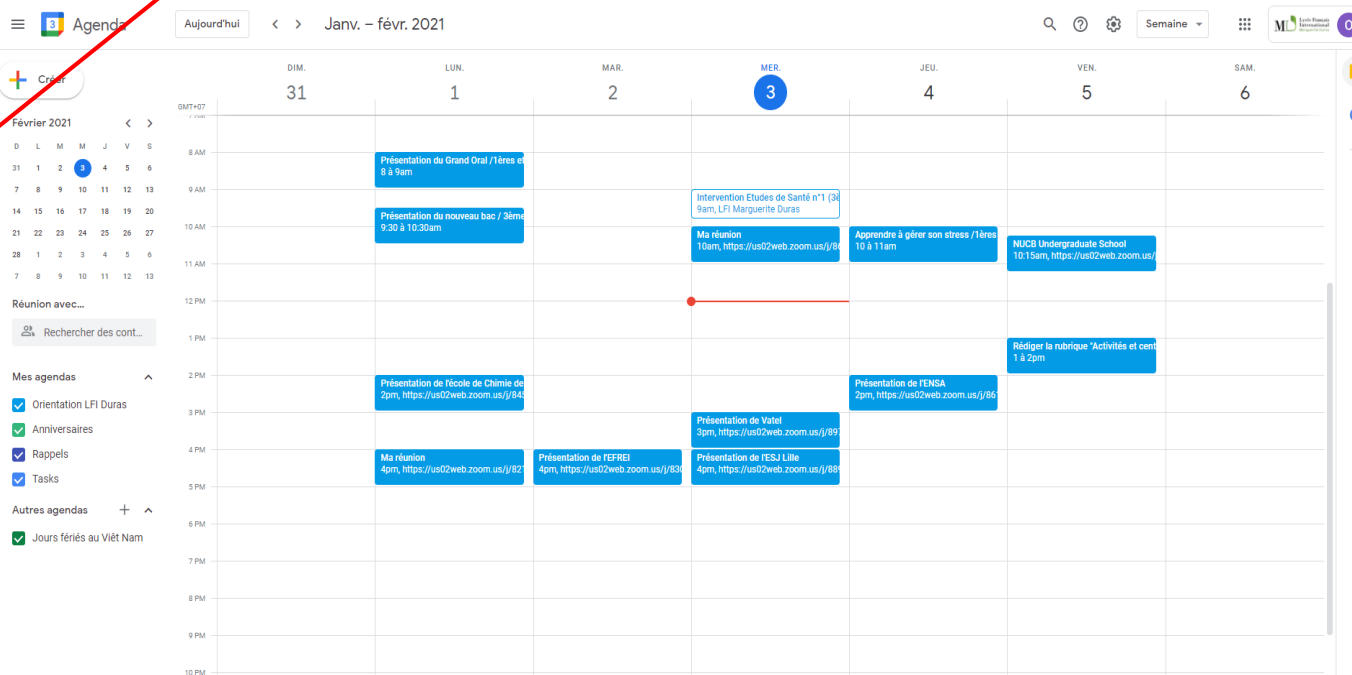 Agenda
Aujourd'hui
Janv. – févr. 2021
Semaine
Lycée Français
International
Créer
DIM. LUN. MAR. MER. JEU. VEN. SAM.
31 1 2 3 4 5 6
GMT+07
Février 2021
D L M M J V S
31 1 2 3 4 5 6
7 8 9 10 11 12 13
14 15 16 17 18 19 20
21 22 23 24 25 26 27
28 1 2 3 4 5 6
7 8 9 10 11 12 13
Réunion avec...
Rechercher des cont...
Mes agendas
Orientation LFI Duras
Anniversaires
Rappels
Tasks
Autres agendas
Jours fériés au Viêt Nam
8 AM
9 AM
10 AM
11 AM
12 PM
1 PM
2 PM
3 PM
4 PM
5 PM
6 PM
7 PM
8 PM
9 PM
10 PM
Présentation du Grand Oral /1ères et
8 à 9am
Présentation du nouveau bac / 3ème
9:30 à 10:30am
Présentation de l'école de Chimie de
2pm, https://us02web.zoom.us/j/845
Ma réunion
4pm, https://us02web.zoom.us/j/821
Présentation de l'EFREI
4pm, https://us02web.zoom.us/j/830
Intervention Etudes de Santé n°1 (3è
9am, LFI Marguerite Duras
Ma réunion
10am, https://us02web.zoom.us/j/86
Présentation de Vatel
3pm, https://us02web.zoom.us/j/897
Présentation de l'ESJ Lille
4pm, https://us02web.zoom.us/j/889
Apprendre à gérer son stress /1ères
10 à 11am
Présentation de l'ENSA
2pm, https://us02web.zoom.us/j/86
NUCB Undergraduate School
10:15am, https://us02web.zoom.us/j
Rédiger la rubrique "Activités et cent
1 à 2pm